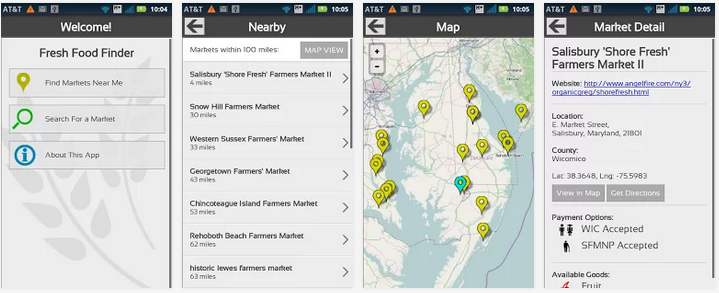 AT&T 10:04
Welcome!
Fresh Food Finder
Find Markets Near Me
Search For a Market
About This App
AT&T 10:05
Nearby
Markets within 100 miles:
MAP VIEW
Salisbury 'Shore Fresh' Farmers Market II
4 miles
Snow Hill Farmers Market
30 miles
Western Sussex Farmers' Market
33 miles
Georgetown Farmers' Market
43 miles
Chincoteague Island Farmers Market
53 miles
Rehoboth Beach Farmers Market
62 miles
historic lewes farmers market
63 miles
AT&T 10:05
Map
+
-
AT&T 10:05
Market Detail
Salisbury 'Shore Fresh'
Farmers Market II
Website: http://www.angelfire.com/ny3/
organicgreg/shorefresh.html
Location:
E. Market Street,
Salisbury, Maryland, 21801
County:
Wicomico
Lat: 38.3648, Lng: -75.5983
View in Map
Get Directions
Payment Options:
WIC Accepted
SFMNP Accepted
Available Goods:
Fruit